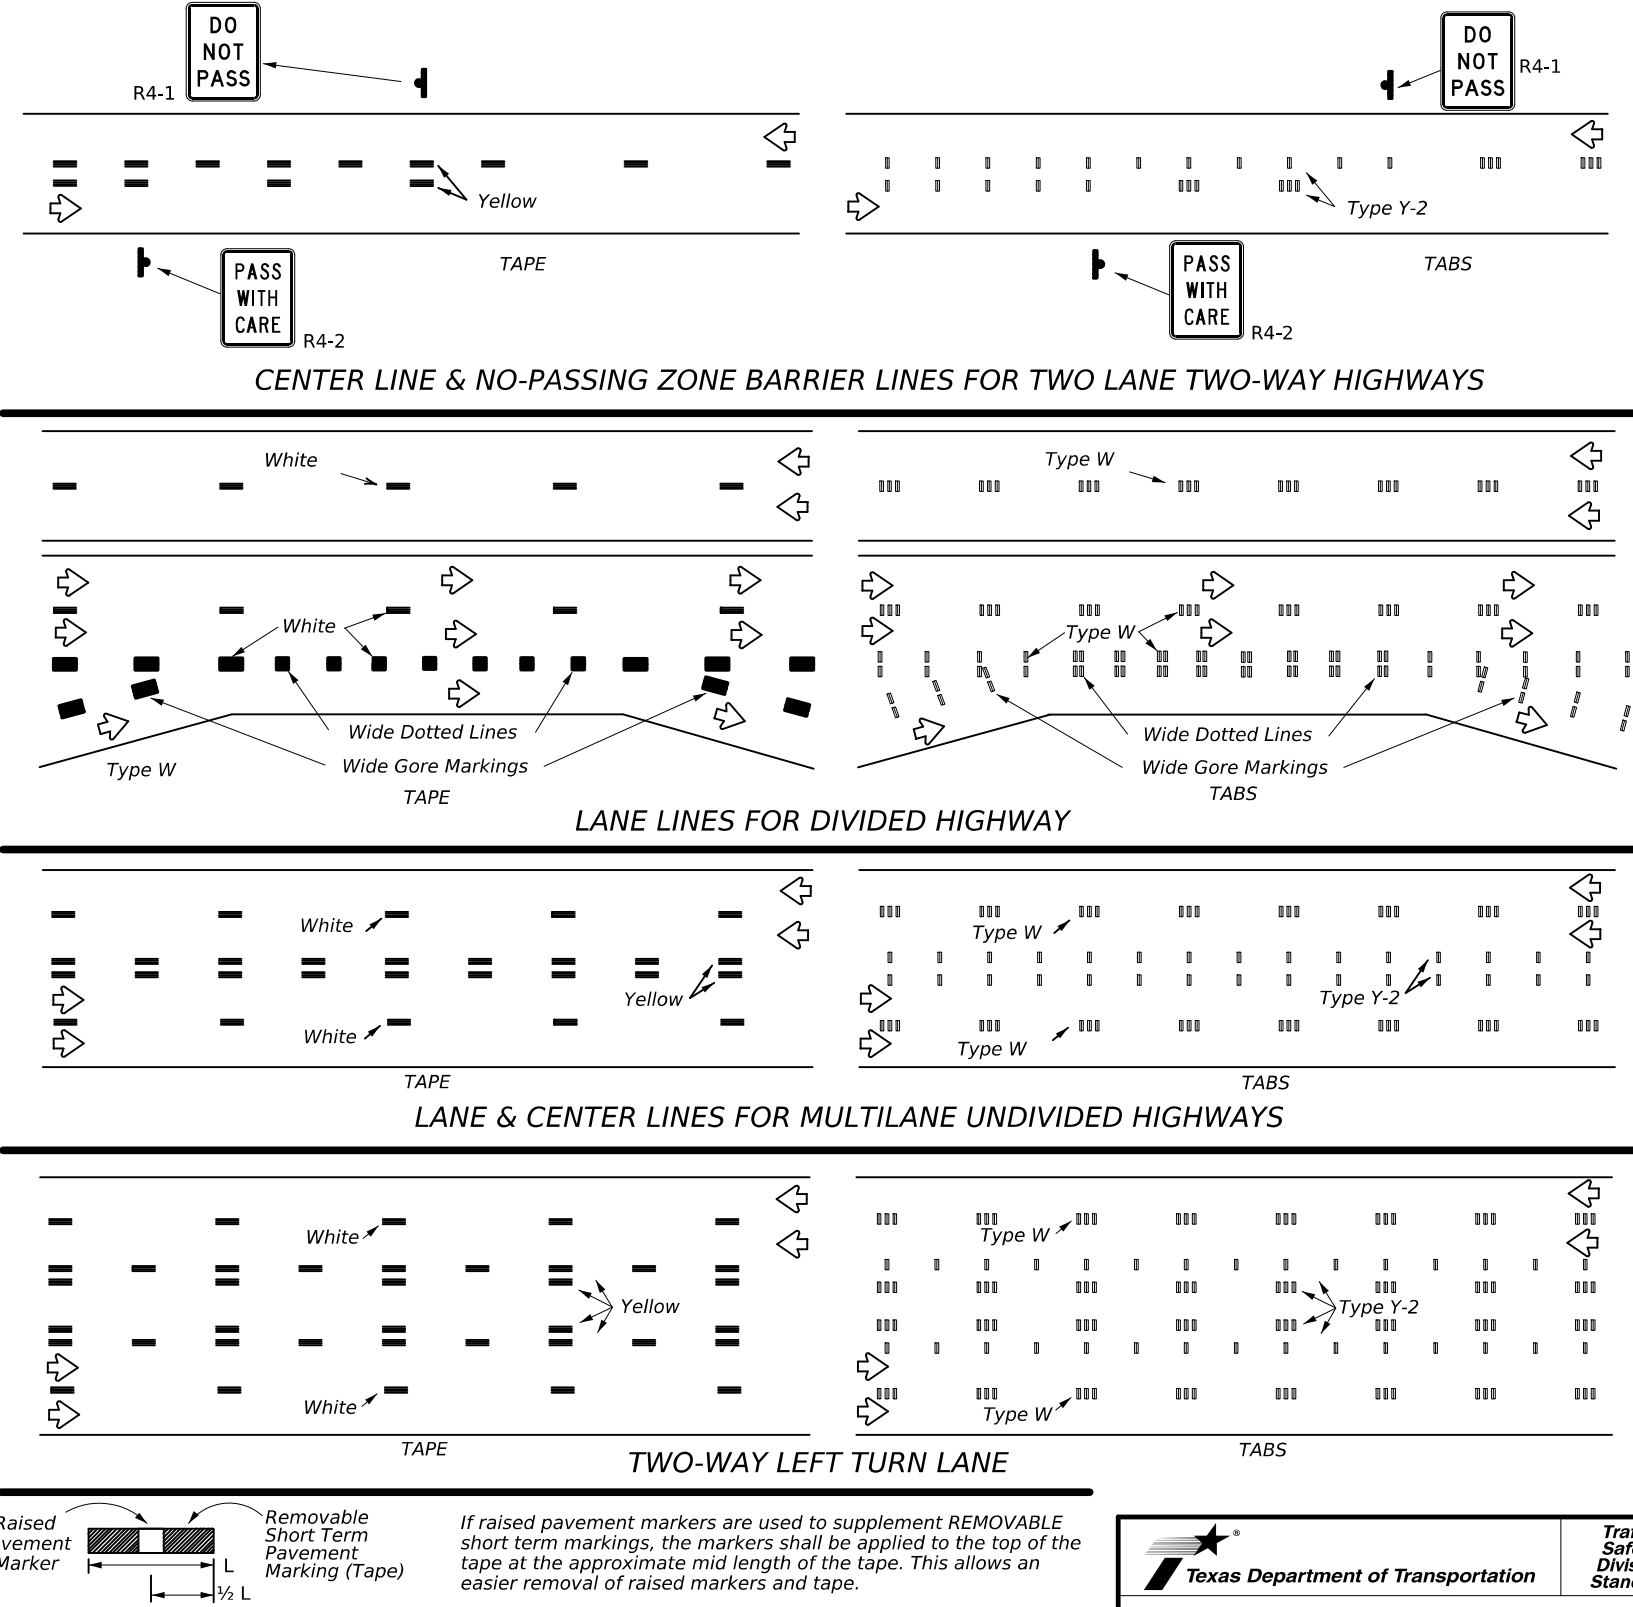 DO
NOT
PASS
R4-1
DO
NOT
PASS
R4-1
Yellow
Type Y-2
TAPE
TABS
PASS
WITH
CARE
R4-2
PASS
WITH
CARE
R4-2
CENTER LINE & NO-PASSING ZONE BARRIER LINES FOR TWO LANE TWO-WAY HIGHWAYS
White
Type W
White
Type W
Wide Dotted Lines
Wide Dotted Lines
Type W
Wide Gore Markings
Wide Gore Markings
TAPE
TABS
LANE LINES FOR DIVIDED HIGHWAY
White
Type W
Yellow
Type Y-2
White
Type W
TAPE
TABS
LANE & CENTER LINES FOR MULTILANE UNDIVIDED HIGHWAYS
White
Type W
Yellow
Type Y-2
White
Type W
TAPE
TABS
TWO-WAY LEFT TURN LANE
Raised
vement
Marker
L
½ L
Removable
Short Term
Pavement
Marking (Tape)
If raised pavement markers are used to supplement REMOVABLE
short term markings, the markers shall be applied to the top of the
tape at the approximate mid length of the tape. This allows an
easier removal of raised markers and tape.
®
Texas Department of Transportation
Traf
Safe
Divis
Stand